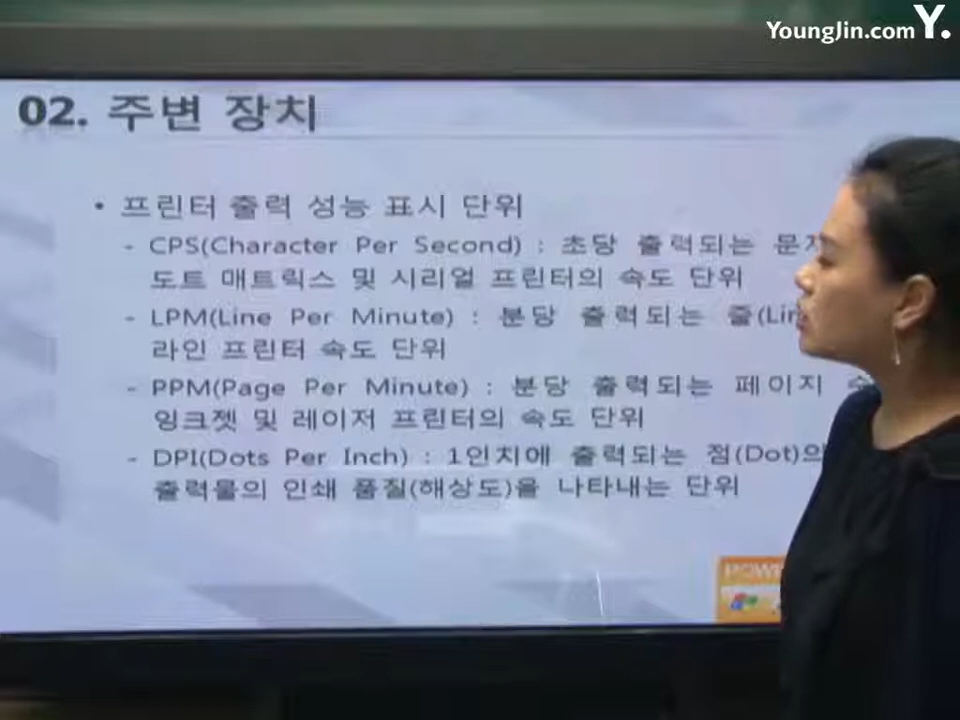 YoungJin.com Y.
02. 주변 장치
• 프린터 출력 성능 표시 단위
- CPS(Character Per Second) : 초당 출력되는
도트 매트릭스 및 시리얼 프린터의 속도 단위
- LPM(Line Per Minute) : 분당 출력되는
라인 프린터 속도 단위
- PPM(Page Per Minute) : 분당 출력되는 페이지
잉크젯 및 레이저 프린터의 속도 단위
- DPI(Dots Per Inch) : 1인치에 출력되는 점(Dot)의
출력물의 인쇄 품질(해상도)을 나타내는 단위